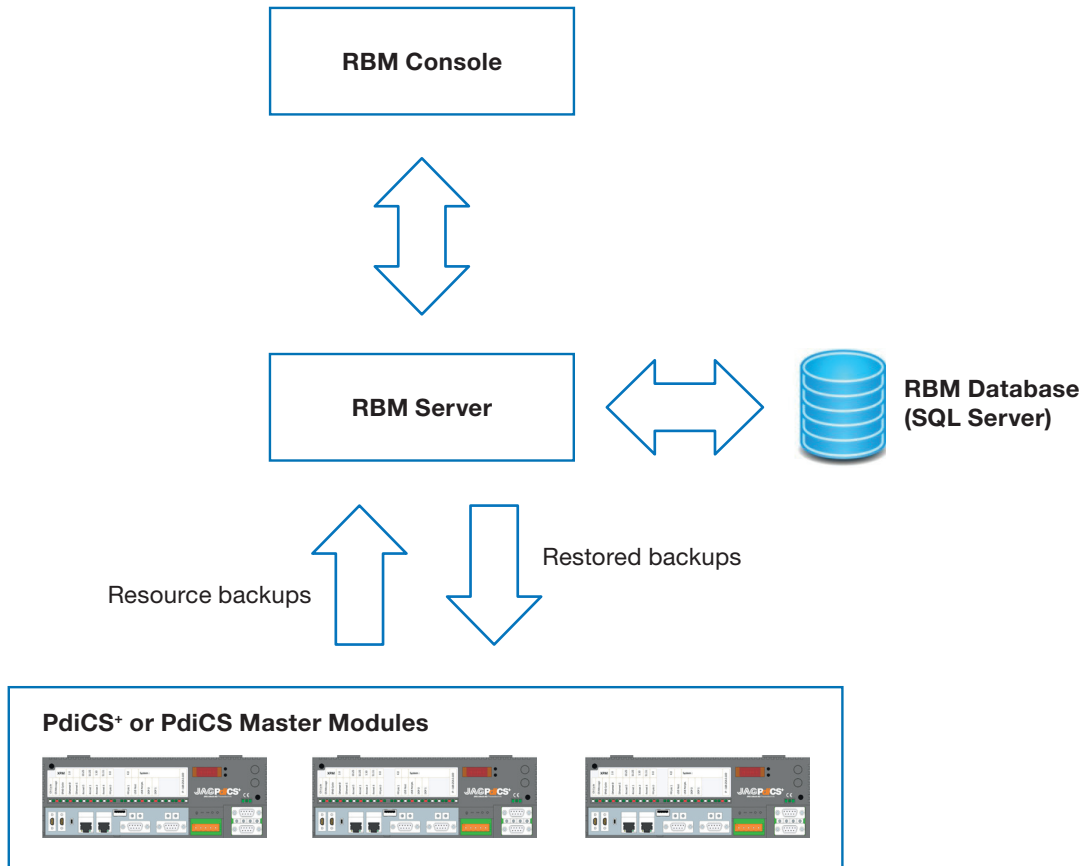 RBM Console
RBM Server
RBM Database
(SQL Server)
Resource backups
Restored backups
PdiCS⁺ or PdiCS Master Modules